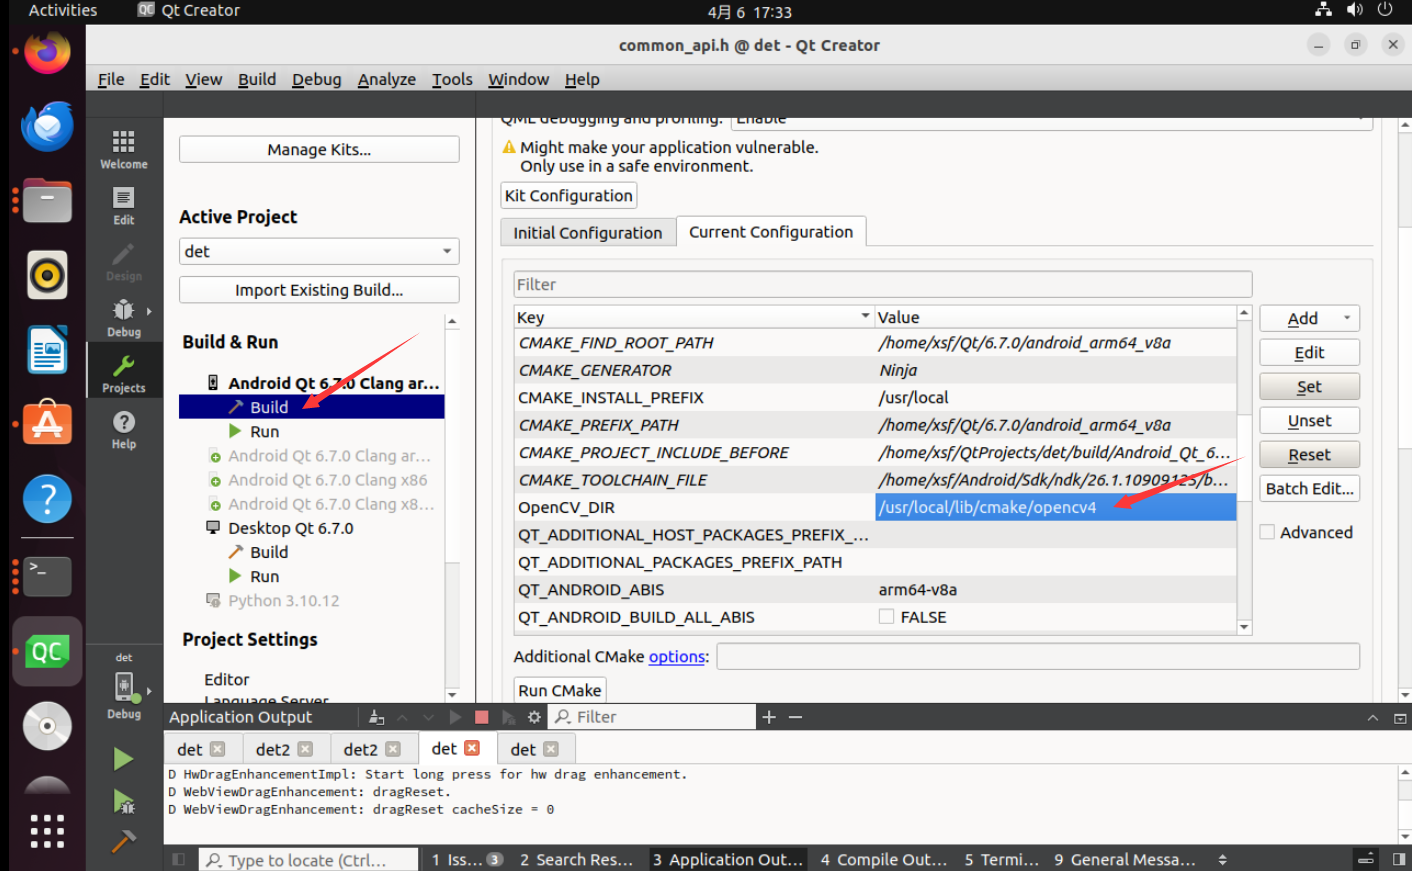 Activities
Qt Creator
4月 6 17:33
common_api.h @ det - Qt Creator
File Edit View Build Debug Analyze Tools Window Help
Welcome
Edit
Design
Debug
Projects
Help
det
Debug
Manage Kits...
Active Project
det
Import Existing Build...
Build & Run
Android Qt 6.7.0 Clang ar...
Build
Run
Android Qt 6.7.0 Clang ar...
Android Qt 6.7.0 Clang x86
Android Qt 6.7.0 Clang x8...
Desktop Qt 6.7.0
Build
Run
Python 3.10.12
Project Settings
Editor
Language Server
QML debugging and profiling: Enable
Might make your application vulnerable.
Only use in a safe environment.
Kit Configuration
Initial Configuration Current Configuration
Filter
Key Value
CMAKE_FIND_ROOT_PATH /home/xsf/Qt/6.7.0/android_arm64_v8a
CMAKE_GENERATOR Ninja
CMAKE_INSTALL_PREFIX /usr/local
CMAKE_PREFIX_PATH /home/xsf/Qt/6.7.0/android_arm64_v8a
CMAKE_PROJECT_INCLUDE_BEFORE /home/xsf/QtProjects/det/build/Android_Qt_6...
CMAKE_TOOLCHAIN_FILE /home/xsf/Android/Sdk/ndk/26.1.10909125/b...
OpenCV_DIR /usr/local/lib/cmake/opencv4
QT_ADDITIONAL_HOST_PACKAGES_PREFIX_...
QT_ADDITIONAL_PACKAGES_PREFIX_PATH
QT_ANDROID_ABIS arm64-v8a
QT_ANDROID_BUILD_ALL_ABIS FALSE
Add
Edit
Set
Unset
Reset
Batch Edit...
Advanced
Additional CMake options:
Run CMake
Application Output
Filter
det det2 det2 det det
D HwDragEnhancementImpl: Start long press for hw drag enhancement.
D WebViewDragEnhancement: dragReset.
D WebViewDragEnhancement: dragReset cacheSize = 0
Type to locate (Ctrl...
1 Iss... 3 2 Search Res... 3 Application Out... 4 Compile Out... 5 Termi... 9 General Messa...